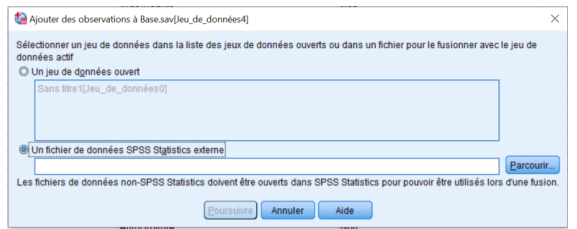 Ajouter des observations à Base.sav[Jeu_de_données4]
Sélectionner un jeu de données dans la liste des jeux de données ouverts ou dans un fichier pour le fusionner avec le jeu de
données actif
Un jeu de données ouvert
Sans titre1[Jeu_de_données0]
Un fichier de données SPSS Statistics externe
Parcourir...
Les fichiers de données non-SPSS Statistics doivent être ouverts dans SPSS Statistics pour pouvoir être utilisés lors d'une fusion.
Poursuivre Annuler Aide